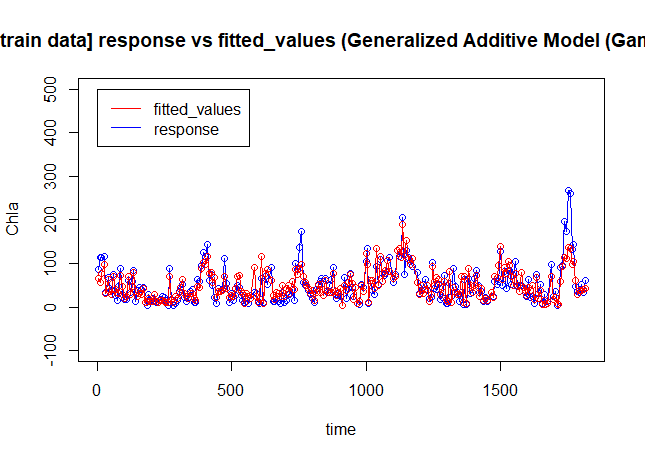 train data] response vs fitted_values (Generalized Additive Model (Gan
500
400
300
200
100
0
-100
Chla
fitted_values
response
0 500 1000 1500
time